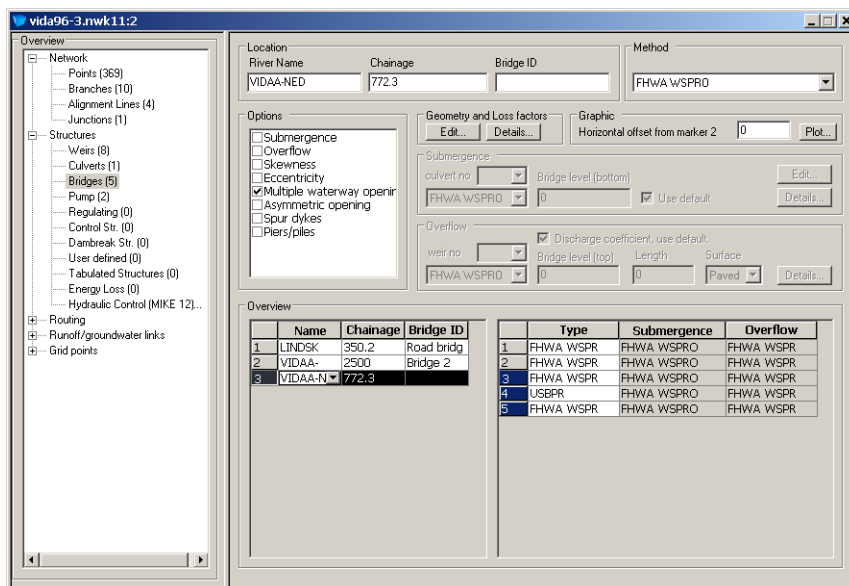 vida96-3.nwk11:2
Overview
Network
Points (369)
Branches (10)
Alignment Lines (4)
Junctions (1)
Structures
Weirs (8)
Culverts (1)
Bridges (5)
Pump (2)
Regulating (0)
Control Str. (0)
Dambreak Str. (0)
User defined (0)
Tabulated Structures (0)
Energy Loss (0)
Hydraulic Control (MIKE 12)...
Routing
Runoff/groundwater links
Grid points
Location
River Name Chainage Bridge ID
VIDAA-NED 772.3
Method
FHWA WSPRO
Options
Submergence
Overflow
Skewness
Eccentricity
Multiple waterway openin
Asymmetric opening
Spur dykes
Piers/piles
Geometry and Loss factors
Edit... Details...
Graphic
Horizontal offset from marker 2 0 Plot...
Submergence
culvert no Bridge level (bottom) Edit...
FHWA WSPRO 0 Use default Details...
Overflow
weir no Discharge coefficient, use default.
Bridge level (top) Length Surface
FHWA WSPRO 0 0 Paved Details...
Overview
Name Chainage Bridge ID
1 LINDSK 350.2 Road bridg
2 VIDAA- 2500 Bridge 2
3 VIDAA-N 772.3
Type Submergence Overflow
1 FHWA WSPR FHWA WSPRO FHWA WSPR
2 FHWA WSPR FHWA WSPRO FHWA WSPR
3 FHWA WSPR FHWA WSPRO FHWA WSPR
4 USBPR FHWA WSPRO FHWA WSPR
5 FHWA WSPR FHWA WSPRO FHWA WSPR